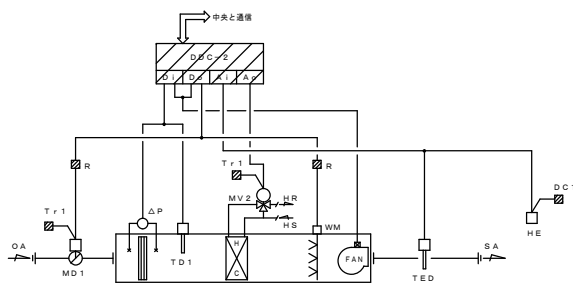 中央と通信
DDC-2
Di Do Ai Ao
Tr1
R
R
MV2
HR
DC1
Tr1
ΔP
HS
WM
HE
OA
H
C
FAN
SA
MD1
TD1
TED